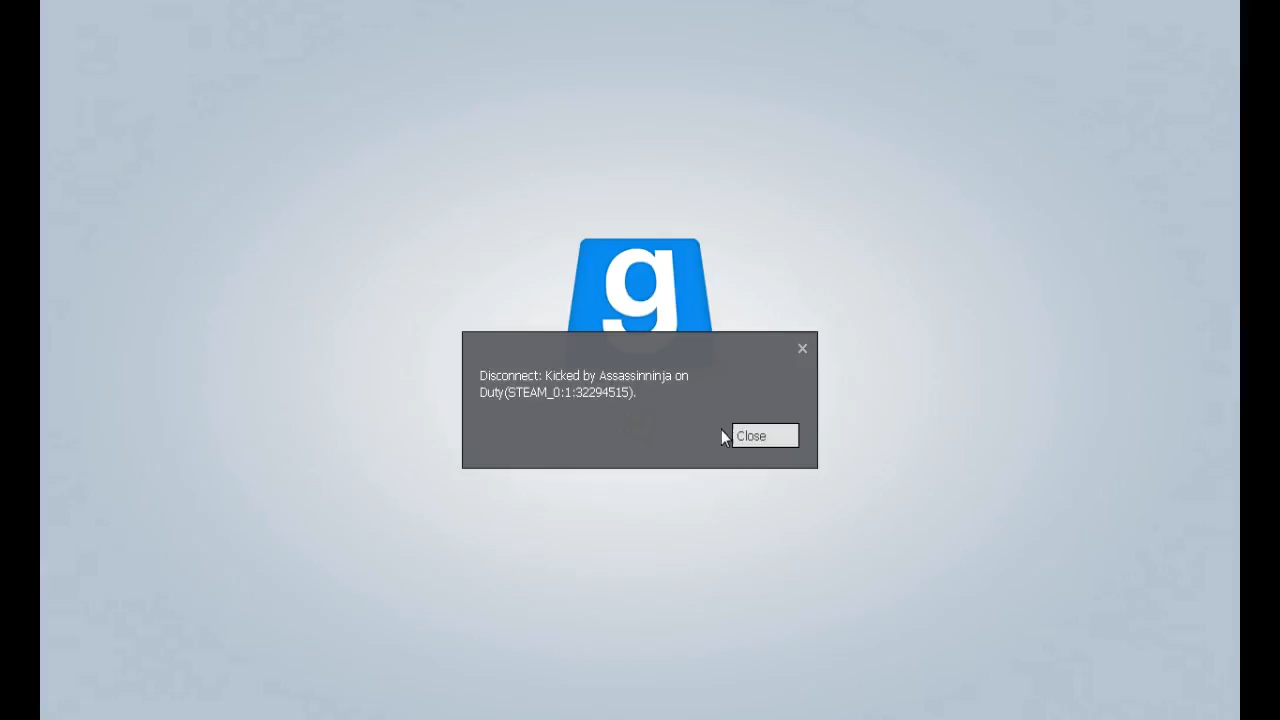 g
Disconnect: Kicked by Assassinninja on
Duty(STEAM_0:1:32294515).
Close